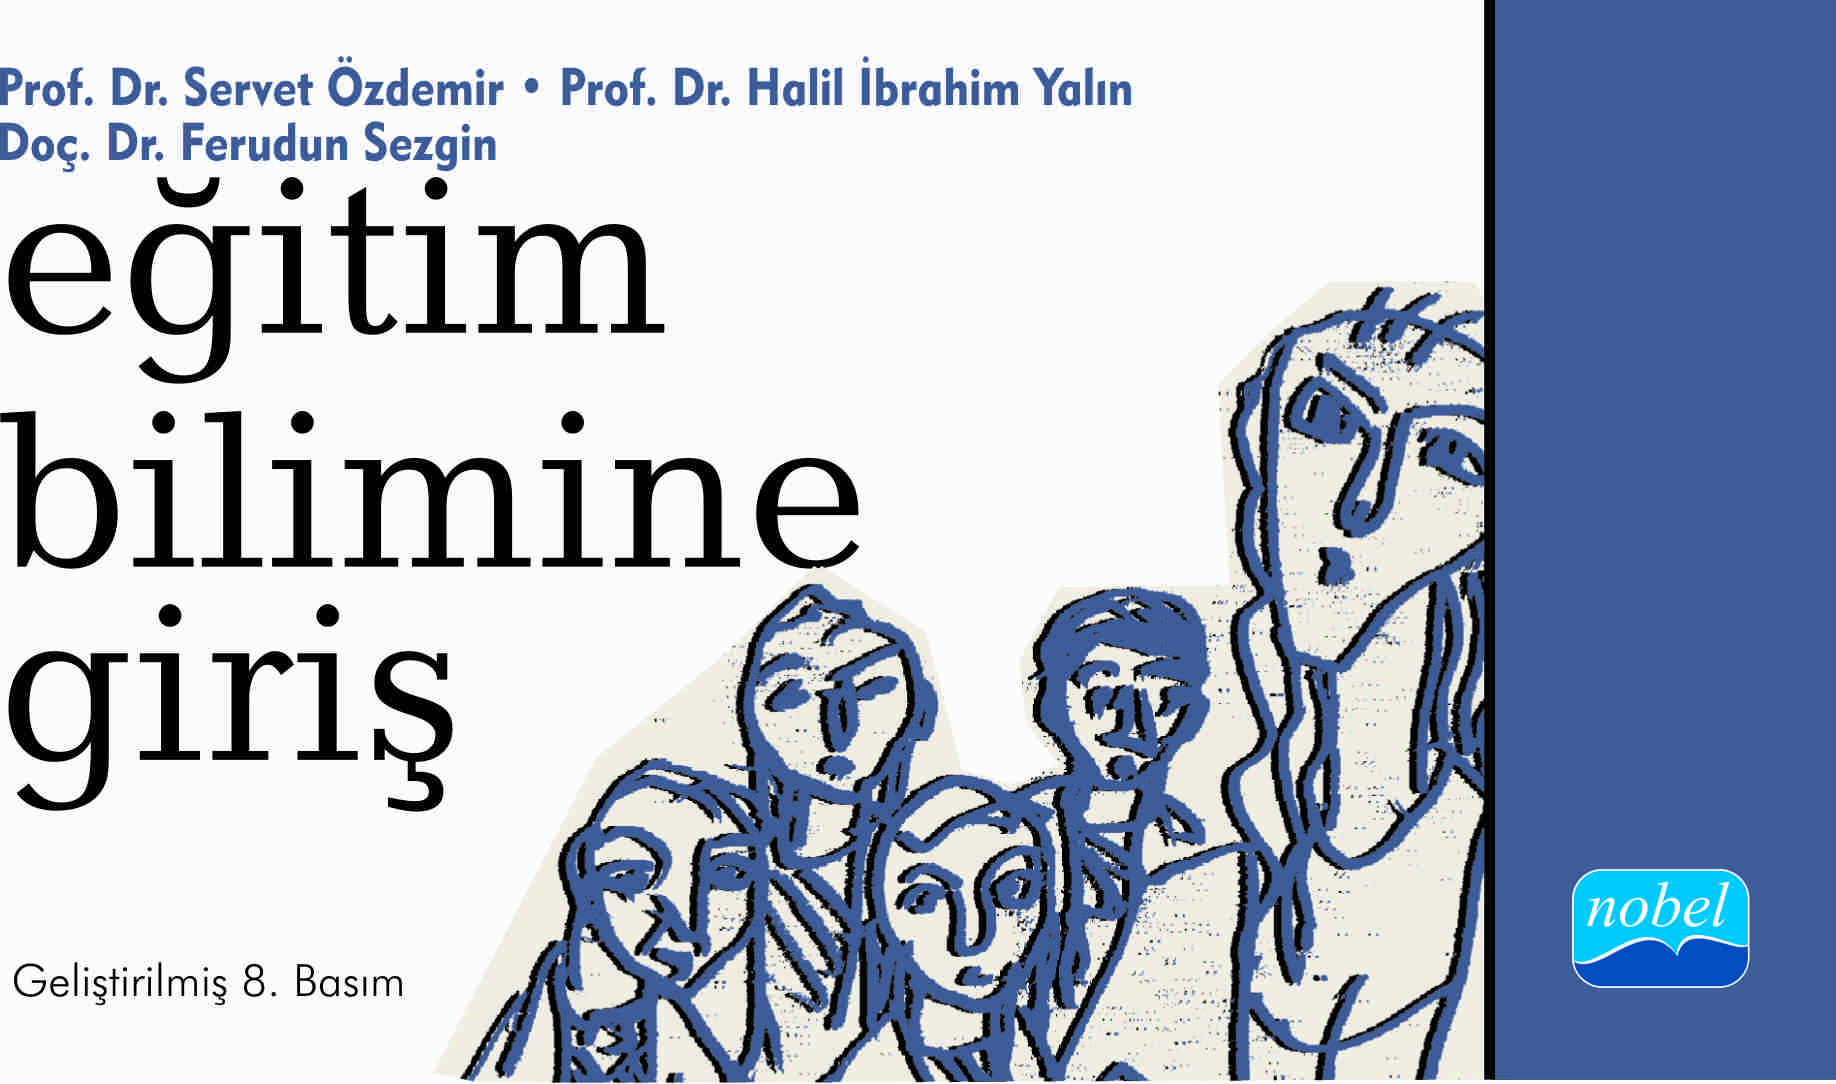 Prof. Dr. Servet Özdemir • Prof. Dr. Halil İbrahim Yalın
Doç. Dr. Ferudun Sezgin
eğitim
bilimine
giriş
Geliştirilmiş 8. Basım
nobel